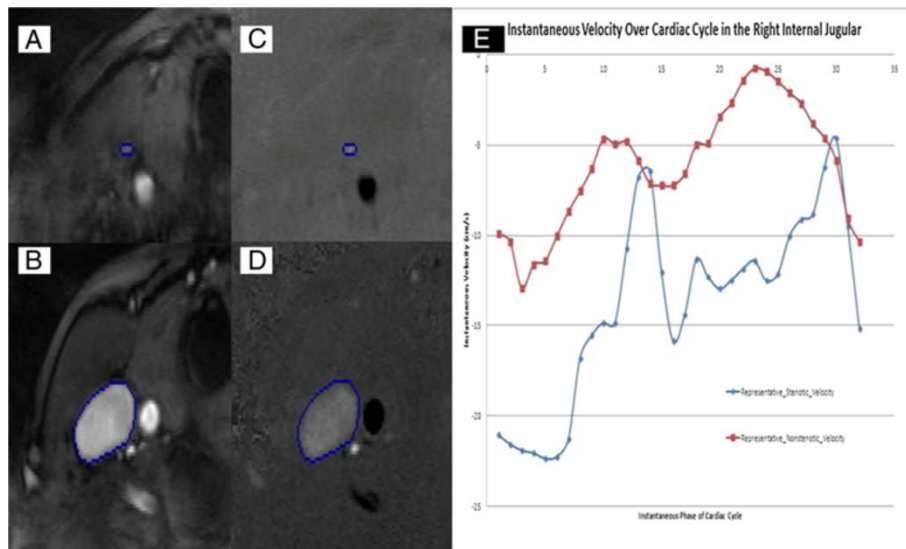 A
C
E
Instantaneous Velocity Over Cardiac Cycle in the Right Internal Jugular
0
5
10
15
20
25
30
35
-5
-10
-15
-20
-25
Instantaneous Velocity (cm/s)
B
D
Representative_Stenotic_Velocity
Representative_Nonstenotic_Velocity
Instantaneous Phase of Cardiac Cycle